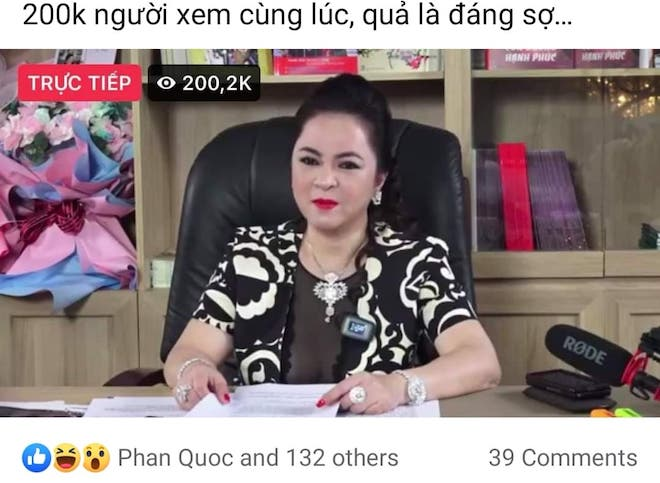 200k người xem cùng lúc, quả là đáng sợ...
TRỰC TIẾP
200,2K
HẠNH PHÚC
HẠNH PHÚC
RØDE
Phan Quoc and 132 others
39 Comments